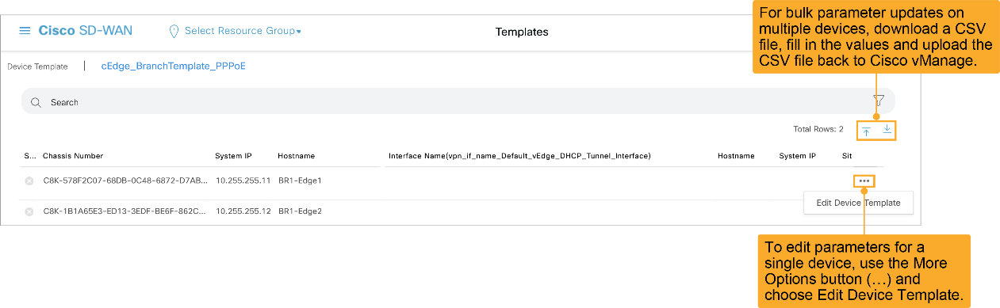 For bulk parameter updates on
multiple devices, download a CSV
file, fill in the values and upload the
CSV file back to Cisco vManage.
Cisco SD-WAN
Select Resource Group
Templates
Device Template | cEdge_BranchTemplate_PPPoE
Search
Total Rows: 2
S... Chassis Number System IP Hostname Interface Name(vpn_if_name_Default_vEdge_DHCP_Tunnel_Interface) Hostname System IP Sit
C8K-578F2C07-68DB-0C48-6872-D7AB... 10.255.255.11 BR1-Edge1 •••
Edit Device Template
C8K-1B1A65E3-ED13-3EDF-BE6F-862C... 10.255.255.12 BR1-Edge2
To edit parameters for a
single device, use the More
Options button (...) and
choose Edit Device Template.